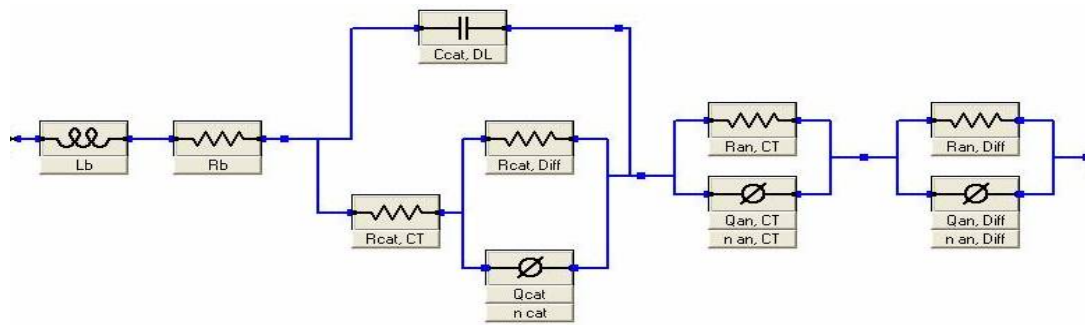 Ccat, DL
Lb
Rb
Rcat, Diff
Ran, CT
Ran, Diff
Rcat, CT
Qan, CT
n an, CT
Qan, Diff
n an, Diff
Qcat
n cat